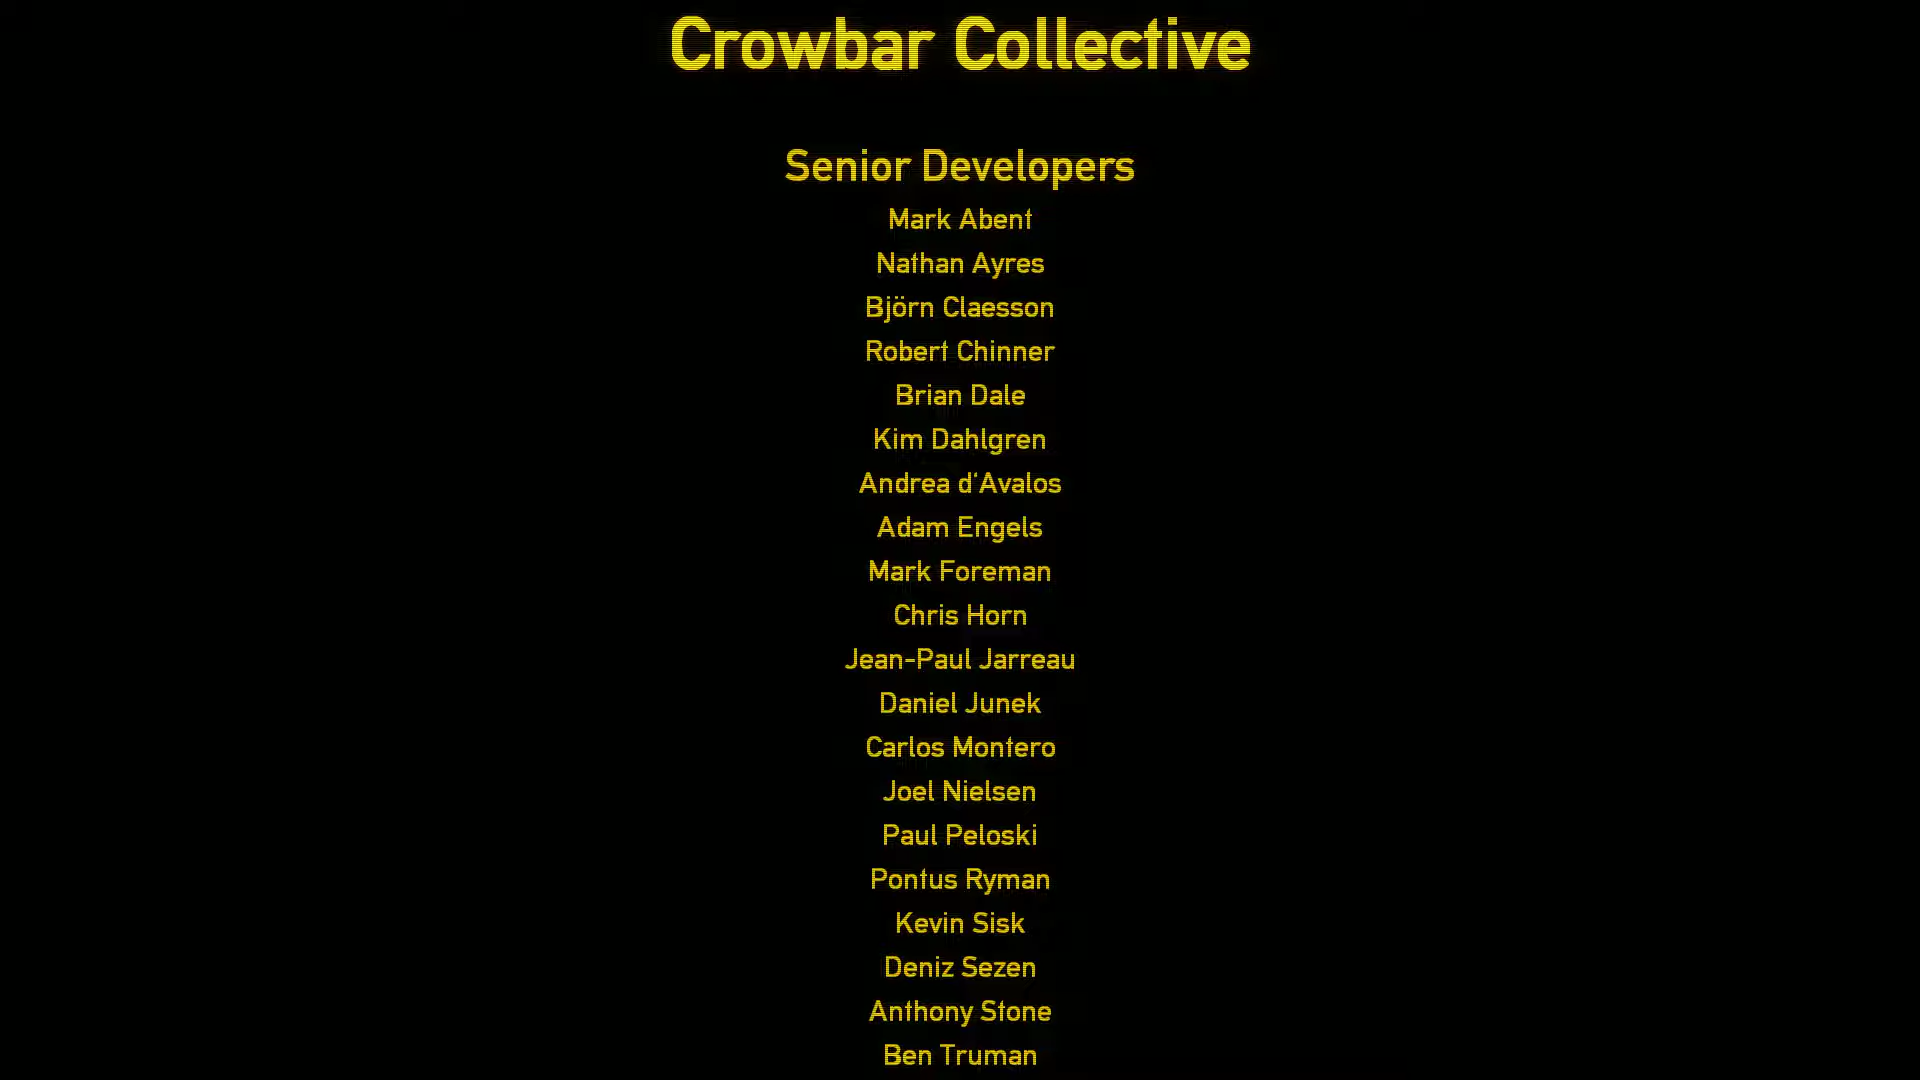 Crowbar Collective
Senior Developers
Mark Abent
Nathan Ayres
Björn Claesson
Robert Chinner
Brian Dale
Kim Dahlgren
Andrea d'Avalos
Adam Engels
Mark Foreman
Chris Horn
Jean-Paul Jarreau
Daniel Junek
Carlos Montero
Joel Nielsen
Paul Peloski
Pontus Ryman
Kevin Sisk
Deniz Sezen
Anthony Stone
Ben Truman